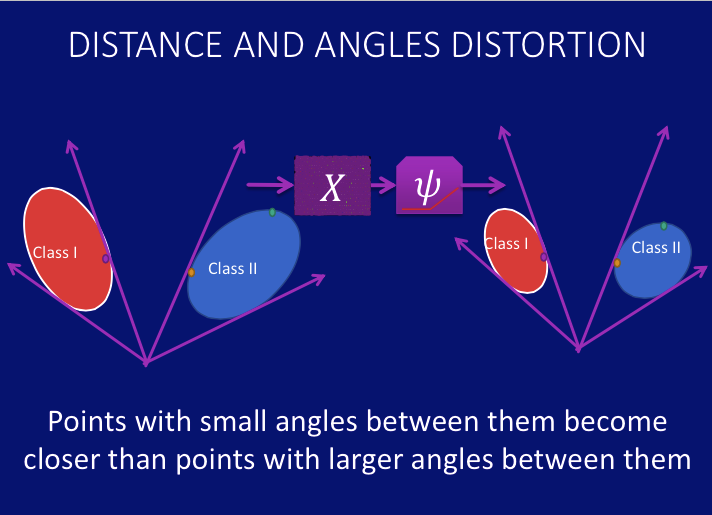 DISTANCE AND ANGLES DISTORTION
X
ψ
Class I
Class II
Class I
Class II
Points with small angles between them become
closer than points with larger angles between them